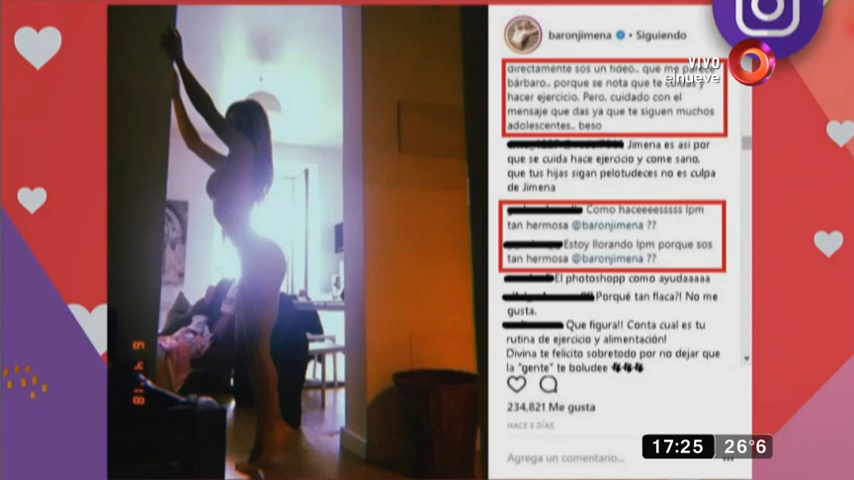 baronjimena • Siguiendo
VIVO
elnueve
directamente sos un fideo.. que me parece
bárbaro.. porque se nota que te cuidas y
hacer ejercicio. Pero, cuidado con el
mensaje que das ya que te siguen muchos
adolescentes.. beso
Jimena es asi por
que se cuida hace ejercicio y come sano,
que tus hijas sigan pelotudeces no es culpa
de Jimena
Como haceeeesssss lpm
tan hermosa @baronjimena ??
Estoy llorando lpm porque sos
tan hermosa @baronjimena ??
El photoshopp como ayudaaaaa
Porqué tan flaca?! No me
gusta.
Que figura!! Conta cual es tu
rutina de ejercicio y alimentación!
Divina te felicito sobretodo por no dejar que
la "gente" te boludee
234,821 Me gusta
HACE 3 DÍAS
Agrega un comentario...
17:25 26°6
9 4 '18